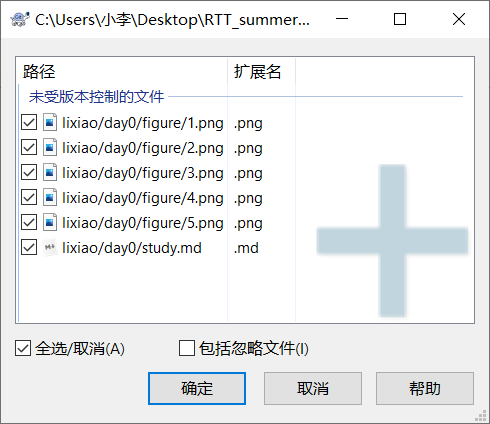 C:\Users\小李\Desktop\RTT_summer...
路径 扩展名
未受版本控制的文件
lixiao/day0/figure/1.png .png
lixiao/day0/figure/2.png .png
lixiao/day0/figure/3.png .png
lixiao/day0/figure/4.png .png
lixiao/day0/figure/5.png .png
lixiao/day0/study.md .md
全选/取消(A) 包括忽略文件(I)
确定 取消 帮助